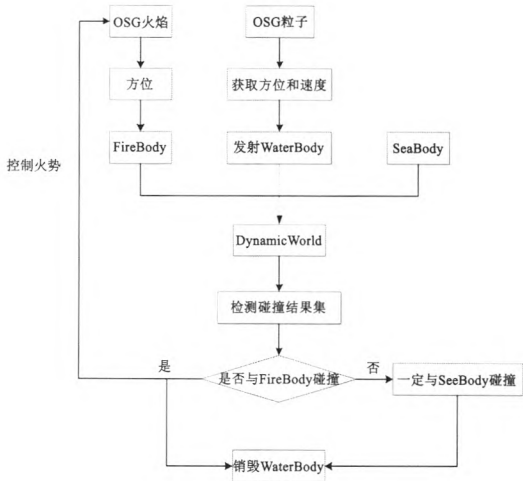 OSG火焰
OSG粒子
方位
获取方位和速度
FireBody
发射WaterBody
SeaBody
控制火势
DynamicWorld
检测碰撞结果集
是
是否与FireBody碰撞
否
一定与SeeBody碰撞
销毁WaterBody